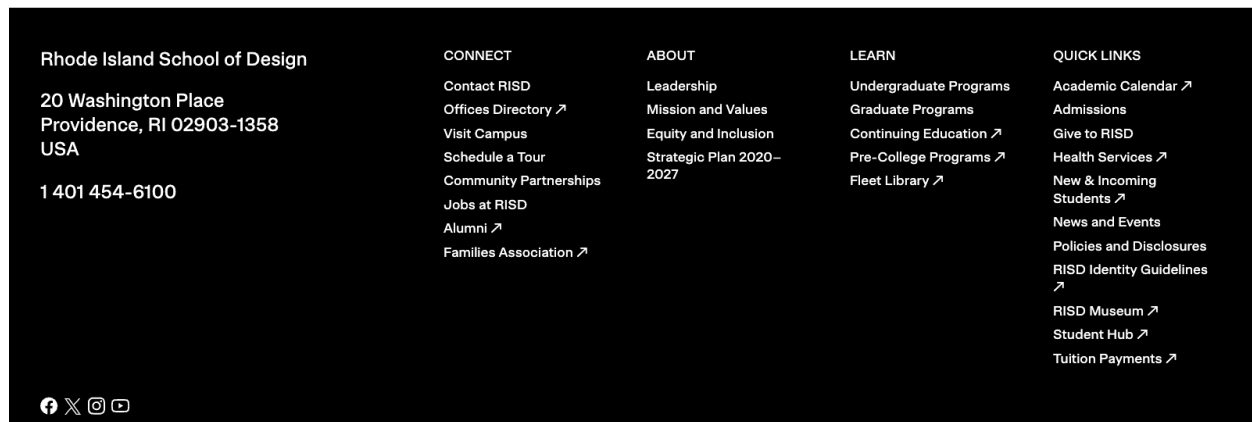 Rhode Island School of Design
20 Washington Place
Providence, RI 02903-1358
USA
1 401 454-6100
CONNECT
Contact RISD
Offices Directory ↗
Visit Campus
Schedule a Tour
Community Partnerships
Jobs at RISD
Alumni ↗
Families Association ↗
ABOUT
Leadership
Mission and Values
Equity and Inclusion
Strategic Plan 2020–
2027
LEARN
Undergraduate Programs
Graduate Programs
Continuing Education ↗
Pre-College Programs ↗
Fleet Library ↗
QUICK LINKS
Academic Calendar ↗
Admissions
Give to RISD
Health Services ↗
New & Incoming
Students ↗
News and Events
Policies and Disclosures
RISD Identity Guidelines
↗
RISD Museum ↗
Student Hub ↗
Tuition Payments ↗